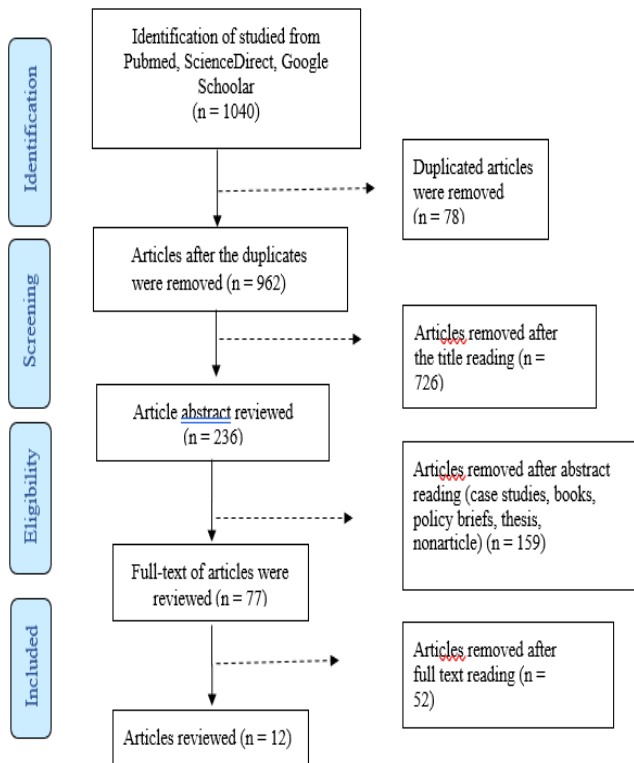 Identification
Identification of studied from
Pubmed, ScienceDirect, Google
Schoolar
(n = 1040)
Duplicated articles
were removed
(n = 78)
Screening
Articles after the duplicates
were removed (n = 962)
Articles removed after
the title reading (n =
726)
Article abstract reviewed
(n = 236)
Eligibility
Articles removed after abstract
reading (case studies, books,
policy briefs, thesis,
nonarticle) (n = 159)
Full-text of articles were
reviewed (n = 77)
Included
Articles removed after
full text reading (n =
52)
Articles reviewed (n = 12)